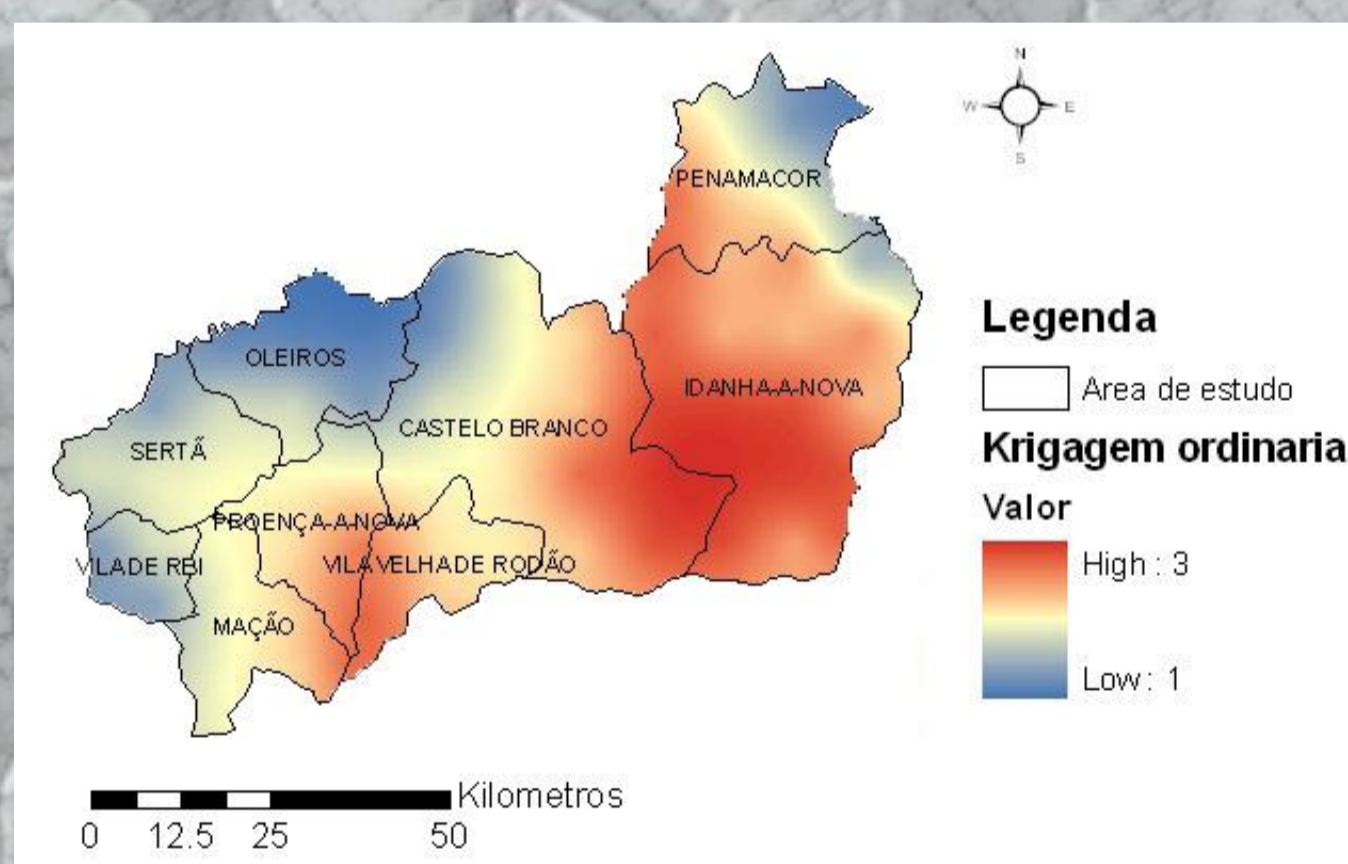 N
W E
S
PENAMACOR
OLEIROS
IDANHA-A-NOVA
CASTELO BRANCO
SERTÃ
PROENÇA-A-NOVA
VILA DE REI
VILA VELHA DE RODÃO
MAÇÃO
Legenda
Area de estudo
Krigagem ordinaria
Valor
High : 3
Low : 1
Kilometros
0 12.5 25 50